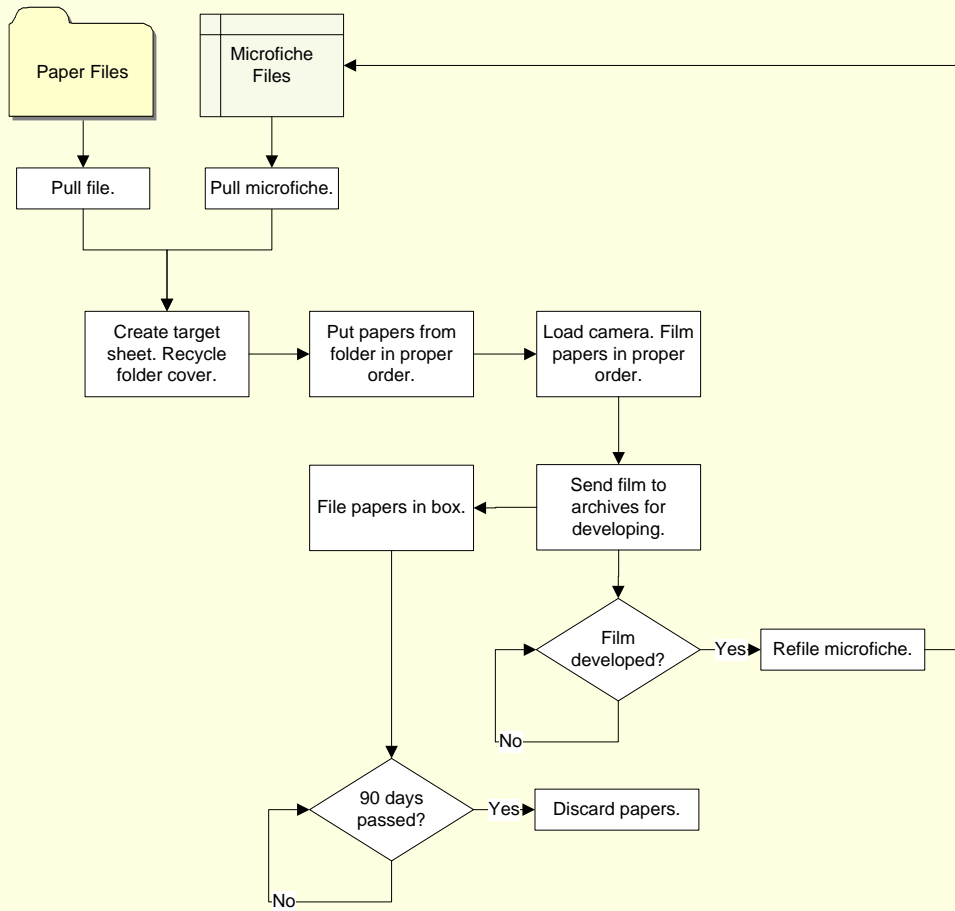 Paper Files
Microfiche
Files
Pull file.
Pull microfiche.
Create target
sheet. Recycle
folder cover.
Put papers from
folder in proper
order.
Load camera. Film
papers in proper
order.
File papers in box.
Send film to
archives for
developing.
Film
developed?
Yes
Refile microfiche.
No
90 days
passed?
Yes
Discard papers.
No